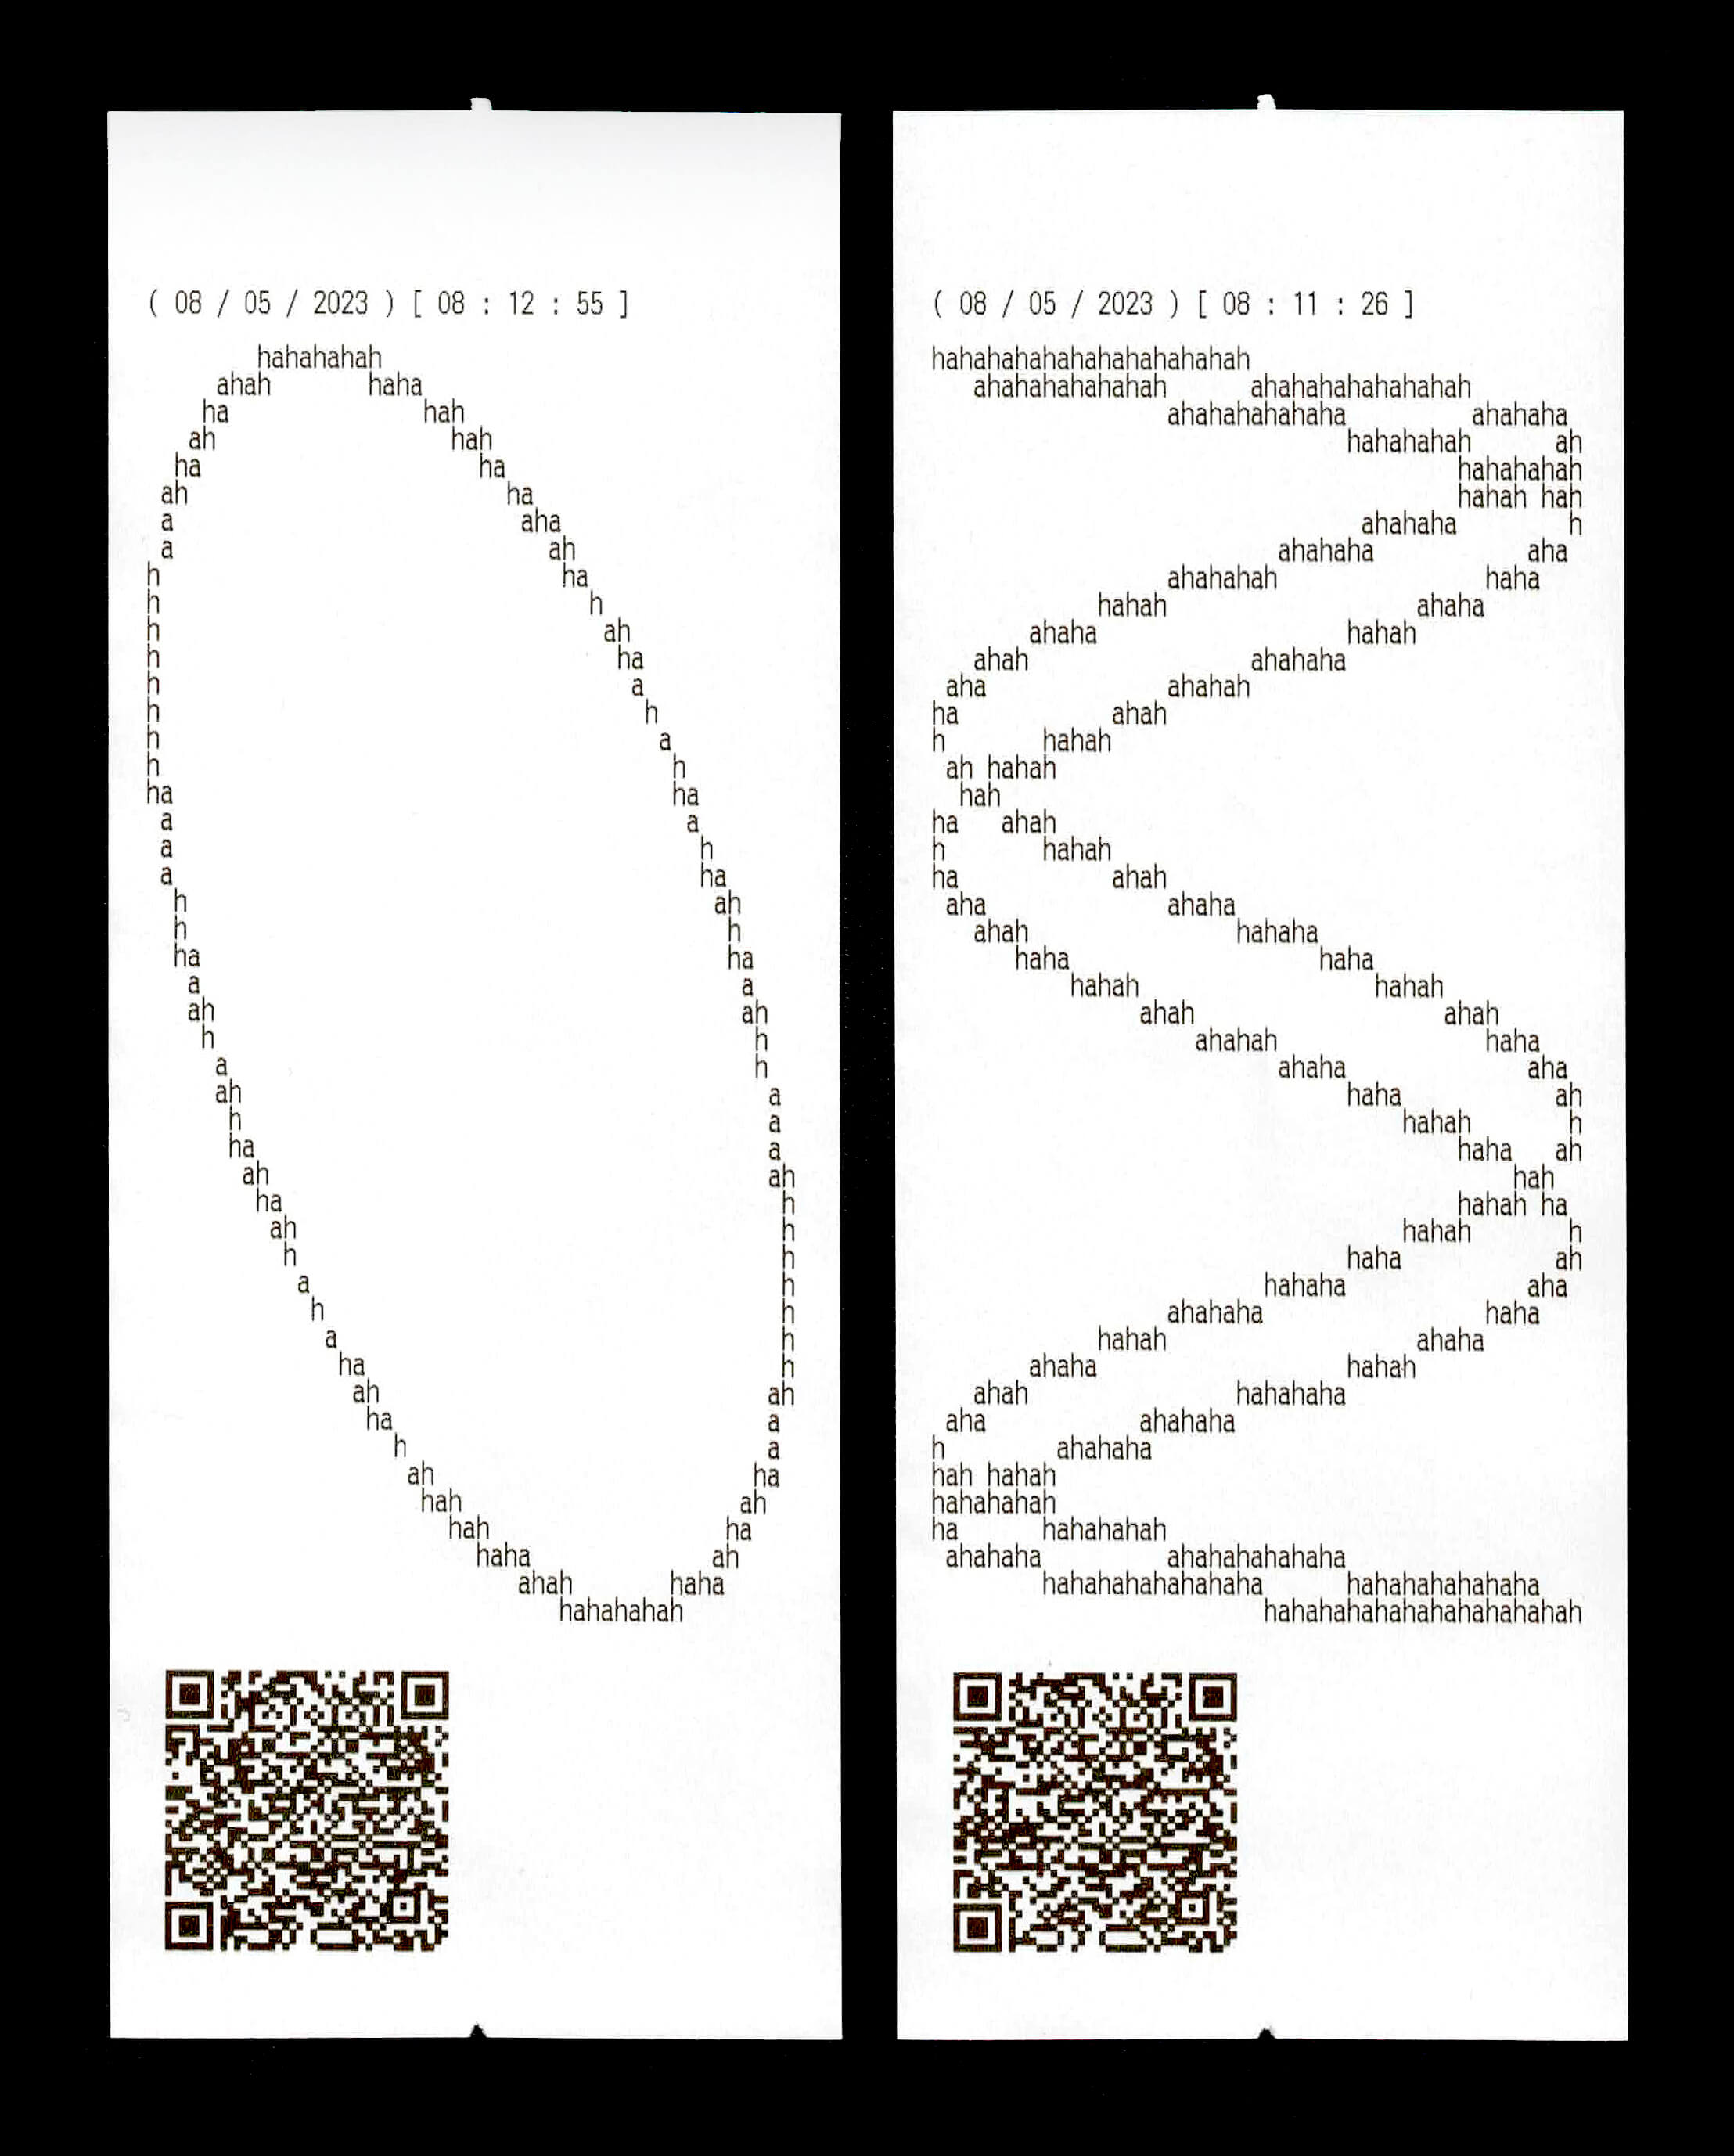 ( 08 / 05 / 2023 ) [ 08 : 12 : 55 ]
hahahahah
ahah haha
ha hah
ah hah
ha ha
ah ha
a aha
a ah
h ha
h h
h ah
h ha
h a
h h
h a
h h
ha ha
a a
a h
a ha
h ah
h h
ha ha
a a
ah ah
h h
a h
ah a
h a
ha a
ah ah
ha h
ah h
h h
a h
h h
a h
ha h
ah ah
ha a
h a
ah ha
hah ah
hah ha
haha ah
ahah haha
hahahahah
( 08 / 05 / 2023 ) [ 08 : 11 : 26 ]
hahahahahahahahahahahah
ahahahahahahah ahahahahahahahah
ahahahahahaha ahahaha
hahahahah ah
hahahahah
hahah hah
ahahaha h
ahahaha aha
ahahahah haha
hahah ahaha
ahaha hahah
ahah ahahaha
aha ahahah
ha ahah
h hahah
ah hahah
hah
ha ahah
h hahah
ha ahah
aha ahaha
ahah hahaha
haha haha
hahah hahah
ahah ahah
ahahah haha
ahaha aha
haha ah
hahah h
haha ah
hah
hahah ha
hahah h
haha ah
hahaha aha
ahahaha haha
hahah ahaha
ahaha hahah
ahah hahahaha
aha ahahaha
h ahahaha
hah hahah
hahahahah
ha hahahahah
ahahaha ahahahahahaha
hahahahahahahaha hahahahahahaha
hahahahahahahahahahahah